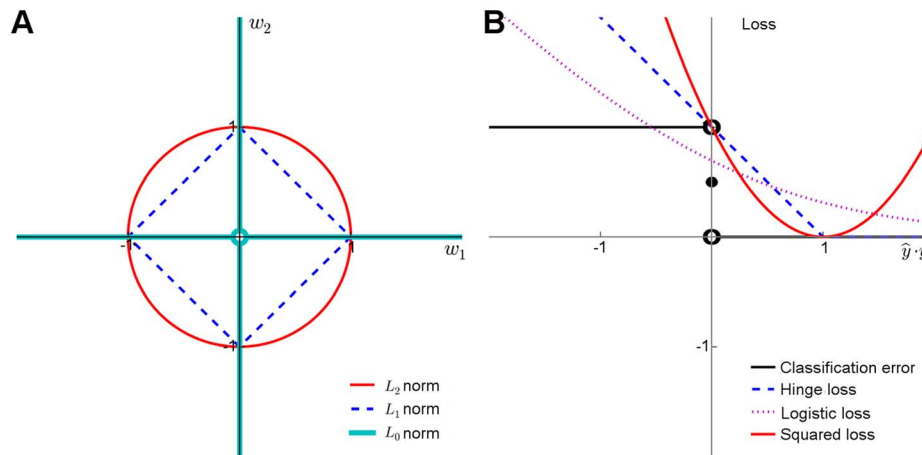 A
w₂
1
-1
1
w₁
-1
L₂ norm
L₁ norm
L₀ norm
B
Loss
1
-1
1
ŷ·y
-1
Classification error
Hinge loss
Logistic loss
Squared loss